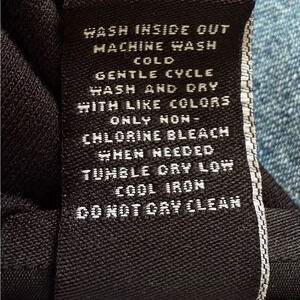 WASH INSIDE OUT
MACHINE WASH
COLD
GENTLE CYCLE
WASH AND DRY
WITH LIKE COLORS
ONLY NON-
CHLORINE BLEACH
WHEN NEEDED
TUMBLE DRY LOW
COOL IRON
DO NOT DRY CLEAN